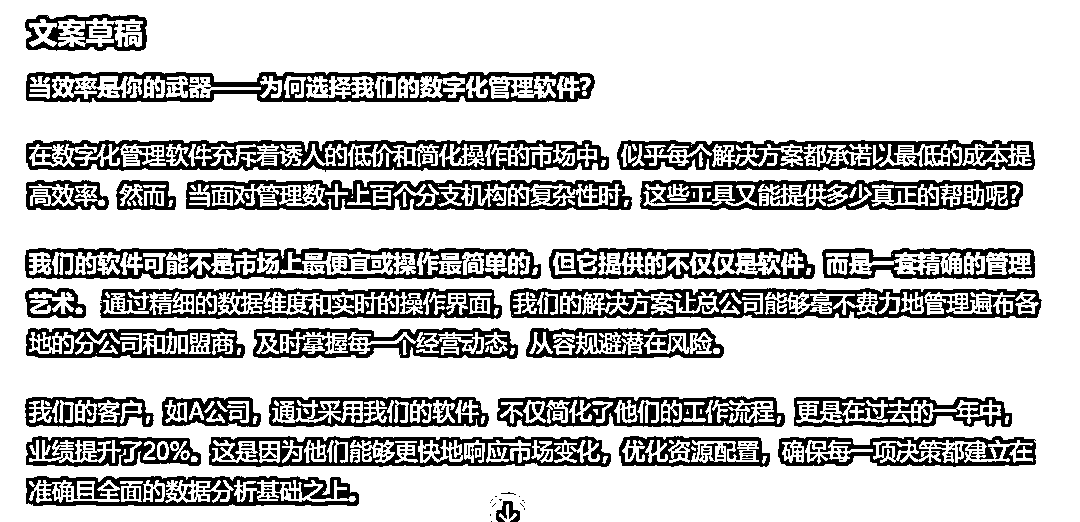 文案草稿
当效率是你的武器——为何选择我们的数字化管理软件？
在数字化管理软件充斥着诱人的低价和简化操作的市场中，似乎每个解决方案都承诺以最低的成本提
高效率。然而，当面对管理数十上百个分支机构的复杂性时，这些工具又能提供多少真正的帮助呢？
我们的软件可能不是市场上最便宜或操作最简单的，但它提供的不仅仅是软件，而是一套精确的管理
艺术。通过精细的数据维度和实时的操作界面，我们的解决方案让总公司能够毫不费力地管理遍布各
地的分公司和加盟商，及时掌握每一个经营动态，从容规避潜在风险。
我们的客户，如A公司，通过采用我们的软件，不仅简化了他们的工作流程，更是在过去的一年中，
业绩提升了20%。这是因为他们能够更快地响应市场变化，优化资源配置，确保每一项决策都建立在
准确且全面的数据分析基础之上。